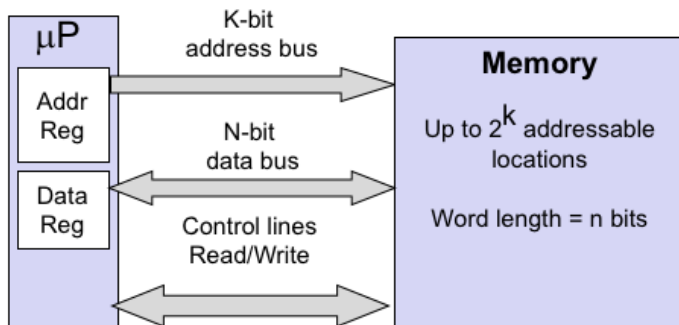 μP
Addr
Reg
Data
Reg
K-bit
address bus
N-bit
data bus
Control lines
Read/Write
Memory
Up to 2^k addressable
locations
Word length = n bits